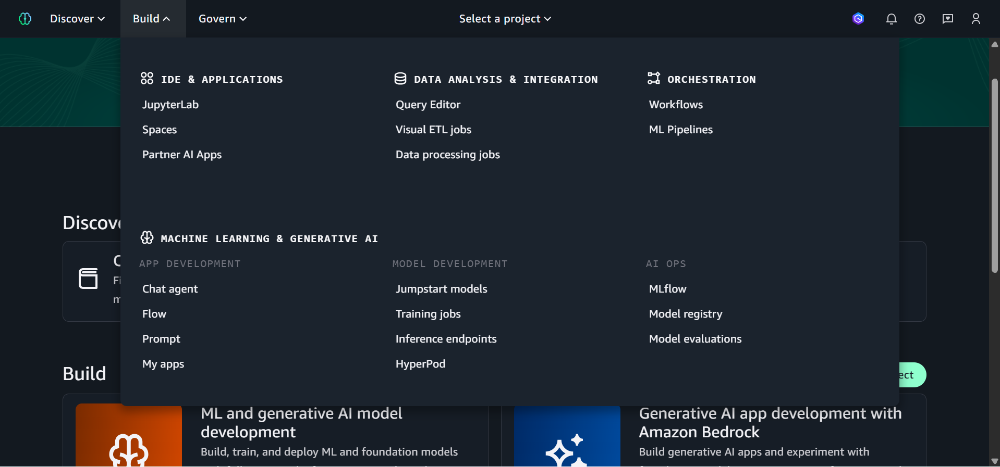 Discover
Build
Govern
Select a project
IDE & APPLICATIONS
JupyterLab
Spaces
Partner AI Apps
DATA ANALYSIS & INTEGRATION
Query Editor
Visual ETL jobs
Data processing jobs
ORCHESTRATION
Workflows
ML Pipelines
MACHINE LEARNING & GENERATIVE AI
APP DEVELOPMENT
Chat agent
Flow
Prompt
My apps
MODEL DEVELOPMENT
Jumpstart models
Training jobs
Inference endpoints
HyperPod
AI OPS
MLflow
Model registry
Model evaluations
Build
ML and generative AI model
development
Build, train, and deploy ML and foundation models
Generative AI app development with
Amazon Bedrock
Build generative AI apps and experiment with